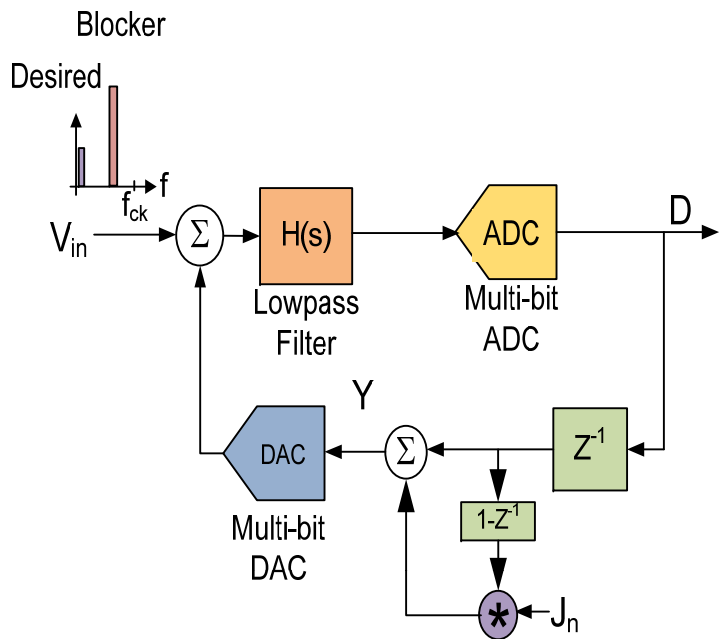 Blocker
Desired
f
f_ck
V_in
Σ
H(s)
ADC
D
Lowpass
Filter
Multi-bit
ADC
Y
DAC
Σ
Z^-1
1-Z^-1
Multi-bit
DAC
*
J_n